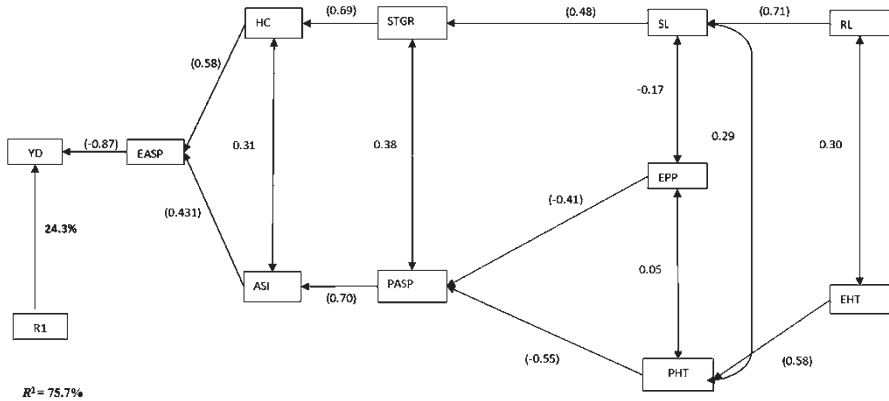 HC (0.69) STGR (0.48) SL (0.71) RL
(0.58)
-0.17
(-0.87) 0.31 0.38 0.29 0.30
YD EASP
EPP
(-0.41)
(0.431)
24.3%
0.05
ASI (0.70) PASP
EHT
R1
(-0.55) (0.58)
PHT
R² = 75.7%